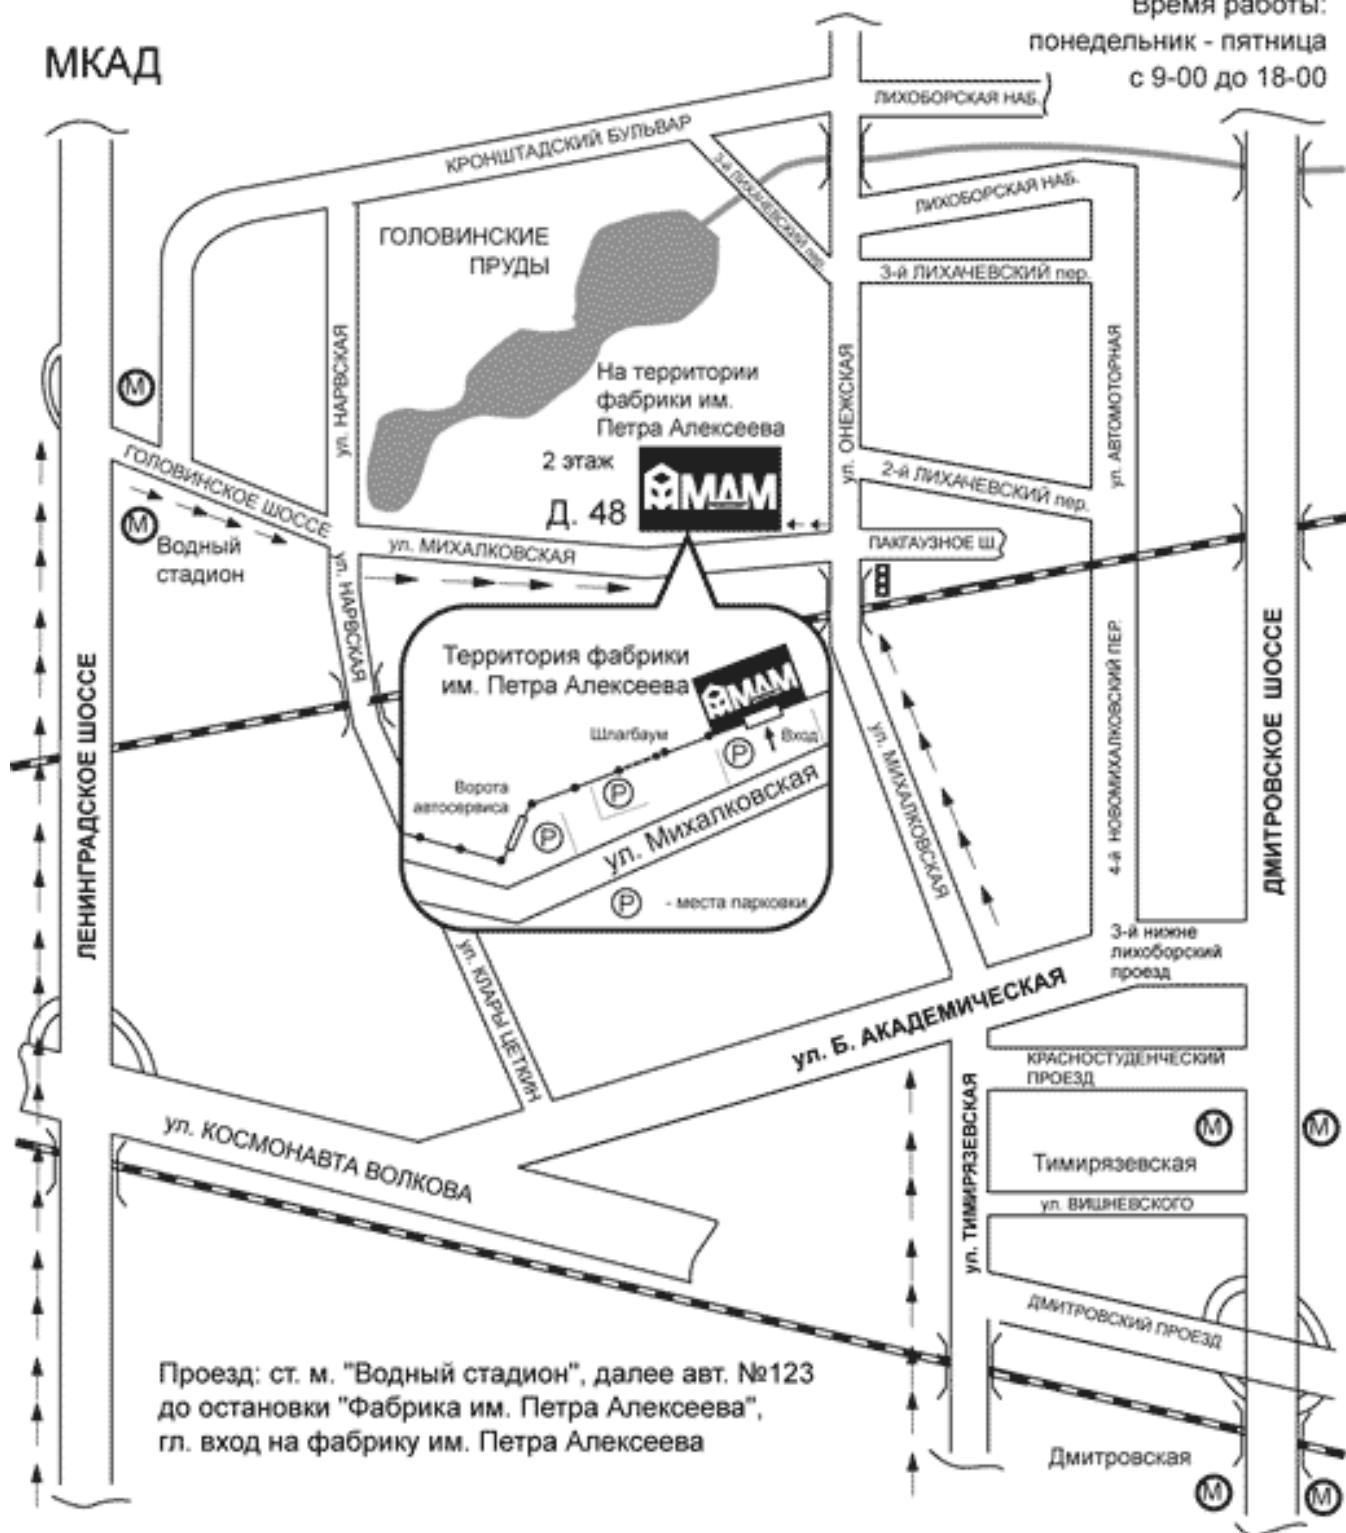 Время работы:
понедельник - пятница
с 9-00 до 18-00
МКАД
ЛИХОБОРСКАЯ НАБ.
КРОНШТАДСКИЙ БУЛЬВАР
3-й ЛИХАЧЕВСКИЙ пер.
ЛИХОБОРСКАЯ НАБ.
ГОЛОВИНСКИЕ
ПРУДЫ
3-й ЛИХАЧЕВСКИЙ пер.
ул. НАРВСКАЯ
ул. ОНЕЖСКАЯ
ул. АВТОМОТОРНАЯ
М
На территории
фабрики им.
Петра Алексеева
2 этаж
Д. 48
МДМ
ГОЛОВИНСКОЕ ШОССЕ
2-й ЛИХАЧЕВСКИЙ пер.
М
Водный
стадион
ул. МИХАЛКОВСКАЯ
ПАКГАУЗНОЕ Ш.
ул. НАРВСКАЯ
Территория фабрики
им. Петра Алексеева
МДМ
Шлагбаум
Вход
Ворота
автосервиса
Р
Р
Р
ул. Михалковская
Р
- места парковки
ул. МИХАЛКОВСКАЯ
4-й НОВОМИХАЛКОВСКИЙ ПЕР.
ЛЕНИНГРАДСКОЕ ШОССЕ
ДМИТРОВСКОЕ ШОССЕ
3-й нижне
лихоборский
проезд
ул. КЛАРЫ ЦЕТКИН
ул. Б. АКАДЕМИЧЕСКАЯ
КРАСНОСТУДЕНЧЕСКИЙ
ПРОЕЗД
ул. КОСМОНАВТА ВОЛКОВА
М
М
Тимирязевская
ул. ТИМИРЯЗЕВСКАЯ
ул. ВИШНЕВСКОГО
ДМИТРОВСКИЙ ПРОЕЗД
Проезд: ст. м. "Водный стадион", далее авт. №123
до остановки "Фабрика им. Петра Алексеева",
гл. вход на фабрику им. Петра Алексеева
Дмитровская
М
М